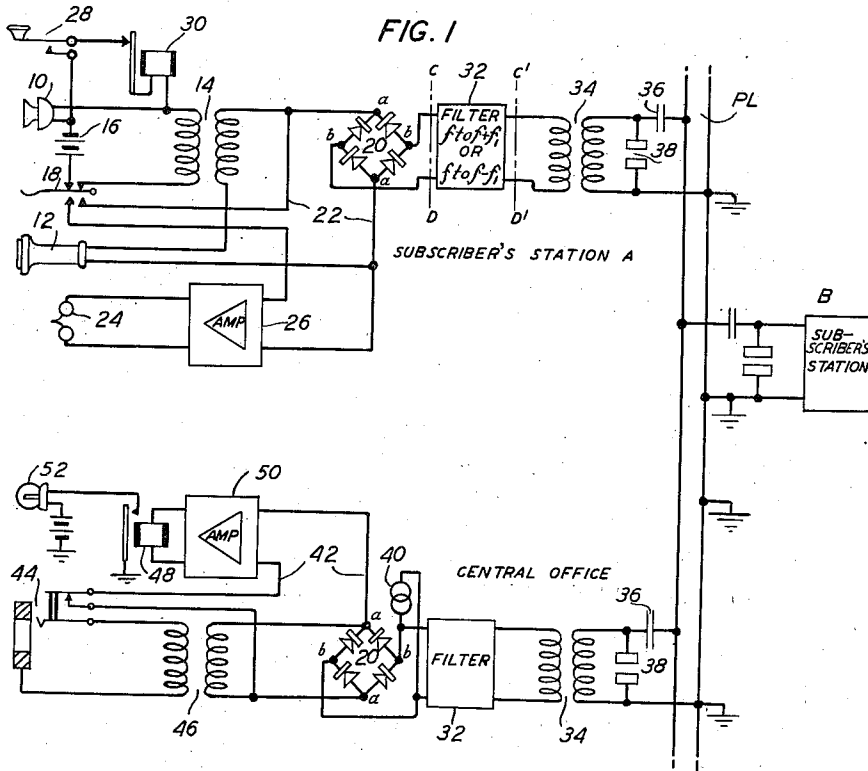 FIG. 1
28
30
10
14
16
18
12
22
24
AMP
26
a
b
20
b
a
C
D
32
FILTER
f to f+f1
OR
f to f-f1
C'
D'
34
36
38
PL
SUBSCRIBER'S STATION A
B
SUB-
SCRIBER'S
STATION
52
50
AMP
48
42
44
46
40
CENTRAL OFFICE
a
b
20
b
a
FILTER
32
34
36
38